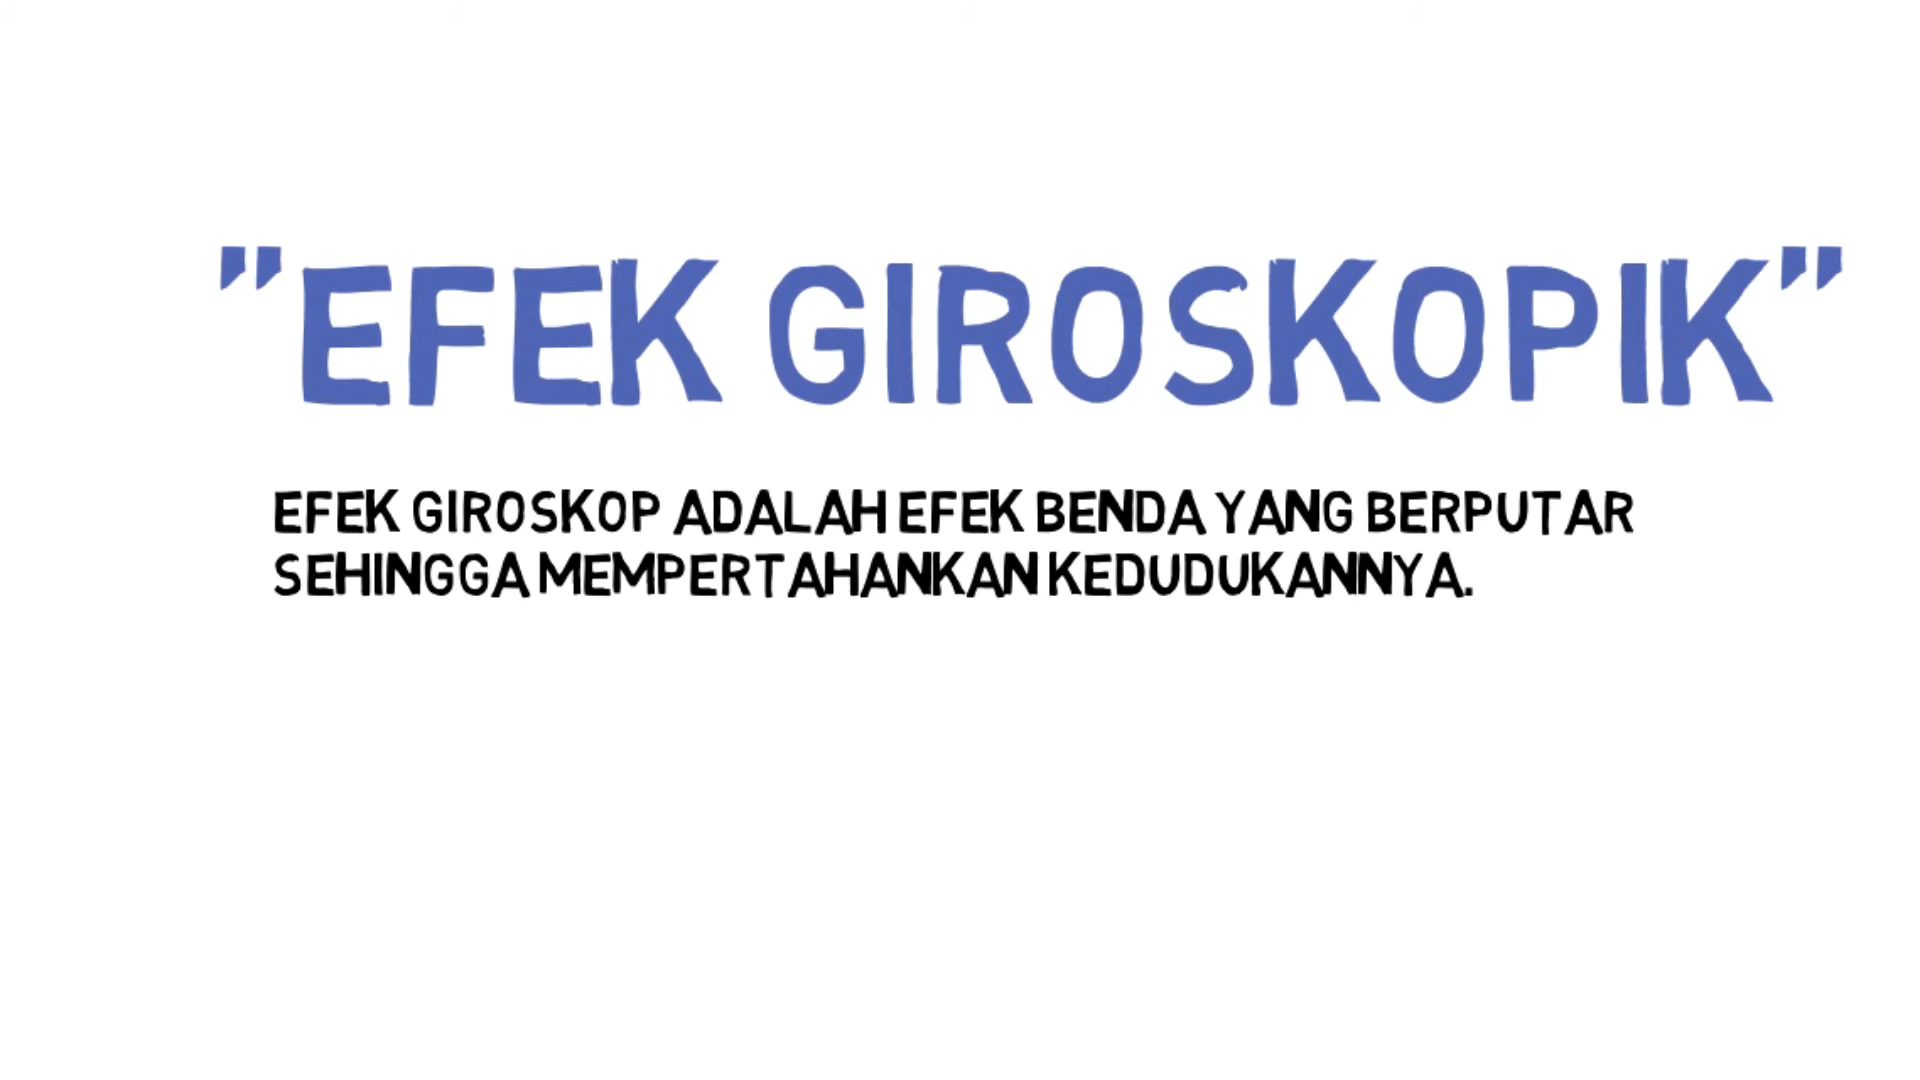 "EFEK GIROSKOPIK"
EFEK GIROSKOP ADALAH EFEK BENDA YANG BERPUTAR
SEHINGGA MEMPERTAHANKAN KEDUDUKANNYA.